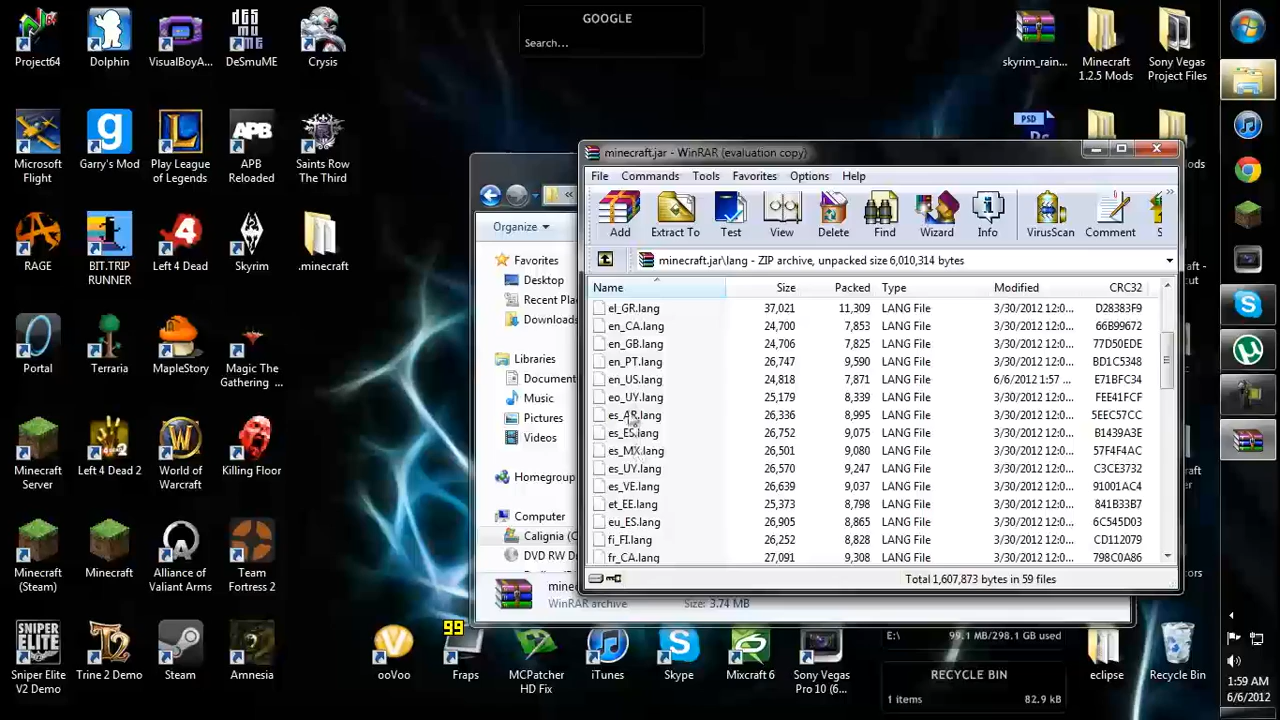 GOOGLE
Search...
Project64
Dolphin
VisualBoyA...
DeSmuME
Crysis
skyrim_rain...
Minecraft
1.2.5 Mods
Sony Vegas
Project Files
PSD
Microsoft
Flight
Garry's Mod
Play League
of Legends
APB
Reloaded
Saints Row
The Third
RAGE
BIT.TRIP
RUNNER
Left 4 Dead
Skyrim
.minecraft
Portal
Terraria
MapleStory
Magic The
Gathering ...
Minecraft
Server
Left 4 Dead 2
World of
Warcraft
Killing Floor
Minecraft
(Steam)
Minecraft
Alliance of
Valiant Arms
Team
Fortress 2
Sniper Elite
V2 Demo
Trine 2 Demo
Steam
Amnesia
ooVoo
Fraps
MCPatcher
HD Fix
iTunes
Skype
Mixcraft 6
Sony Vegas
Pro 10 (6...
eclipse
Recycle Bin
99
minecraft.jar - WinRAR (evaluation copy)
File Commands Tools Favorites Options Help
Add Extract To Test View Delete Find Wizard Info VirusScan Comment S
minecraft.jar\lang - ZIP archive, unpacked size 6,010,314 bytes
Name Size Packed Type Modified CRC32
el_GR.lang 37,021 11,309 LANG File 3/30/2012 12:0... D28383F9
en_CA.lang 24,700 7,853 LANG File 3/30/2012 12:0... 66B99672
en_GB.lang 24,706 7,825 LANG File 3/30/2012 12:0... 77D50EDE
en_PT.lang 26,747 9,590 LANG File 3/30/2012 12:0... BD1C5348
en_US.lang 24,818 7,871 LANG File 6/6/2012 1:57 ... E71BFC34
eo_UY.lang 25,179 8,339 LANG File 3/30/2012 12:0... FEE41FCF
es_AR.lang 26,336 8,995 LANG File 3/30/2012 12:0... 5EEC57CC
es_ES.lang 26,752 9,075 LANG File 3/30/2012 12:0... B1439A3E
es_MX.lang 26,501 9,080 LANG File 3/30/2012 12:0... 57F4F4AC
es_UY.lang 26,570 9,247 LANG File 3/30/2012 12:0... C3CE3732
es_VE.lang 26,639 9,037 LANG File 3/30/2012 12:0... 91001AC4
et_EE.lang 25,373 8,798 LANG File 3/30/2012 12:0... 841B33D7
eu_ES.lang 26,905 8,865 LANG File 3/30/2012 12:0... 6C545D03
fi_FI.lang 26,252 8,828 LANG File 3/30/2012 12:0... CD112079
fr_CA.lang 27,091 9,308 LANG File 3/30/2012 12:0... 798C0A86
Total 1,607,873 bytes in 59 files
Organize
Favorites
Desktop
Recent Pla
Downloads
Libraries
Document
Music
Pictures
Videos
Homegroup
Computer
Calignia (C
DVD RW D
mine
WinRAR archive
Size: 3.74 MB
E:\ 99.1 MB/298.1 GB used
RECYCLE BIN
1 items 82.9 kB
1:59 AM
6/6/2012